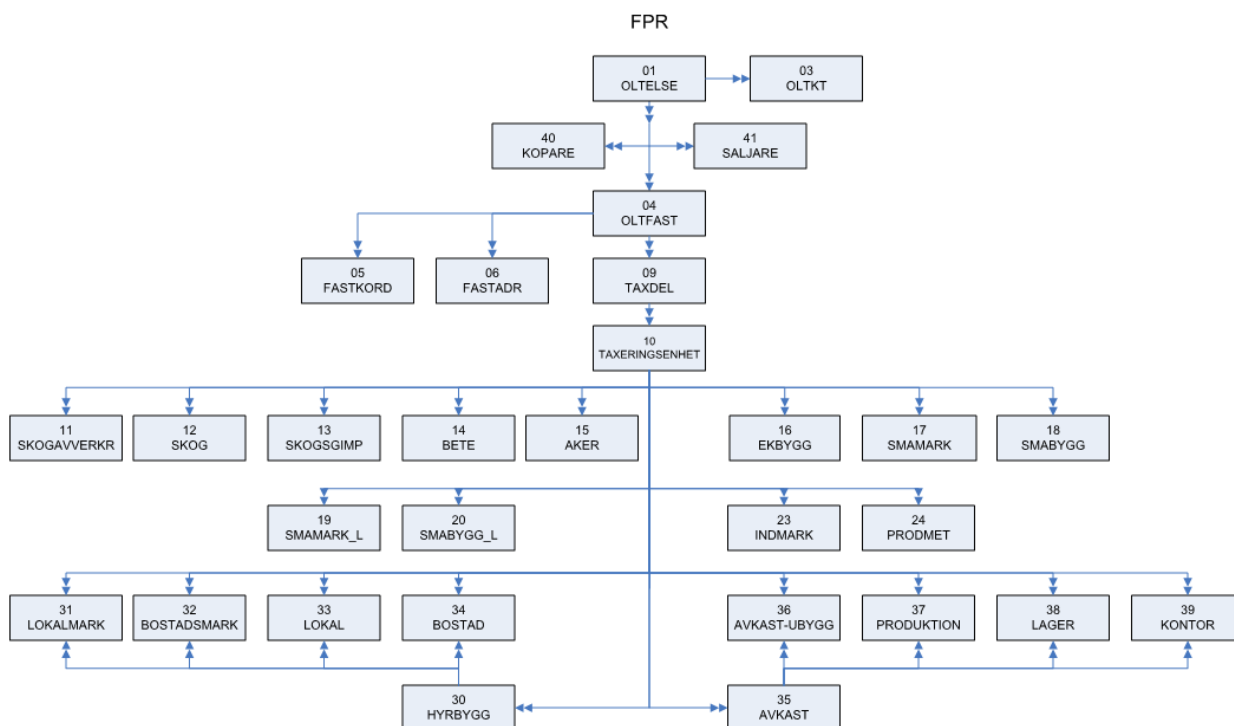 FPR
01
OLTELSE
03
OLTKT
40
KOPARE
41
SALJARE
04
OLTFAST
05
FASTKORD
06
FASTADR
09
TAXDEL
10
TAXERINGSENHET
11
SKOGAVVERKR
12
SKOG
13
SKOGSGIMP
14
BETE
15
AKER
16
EKBYGG
17
SMAMARK
18
SMABYGG
19
SMAMARK_L
20
SMABYGG_L
23
INDMARK
24
PRODMET
31
LOKALMARK
32
BOSTADSMARK
33
LOKAL
34
BOSTAD
36
AVKAST-UBYGG
37
PRODUKTION
38
LAGER
39
KONTOR
30
HYRBYGG
35
AVKAST